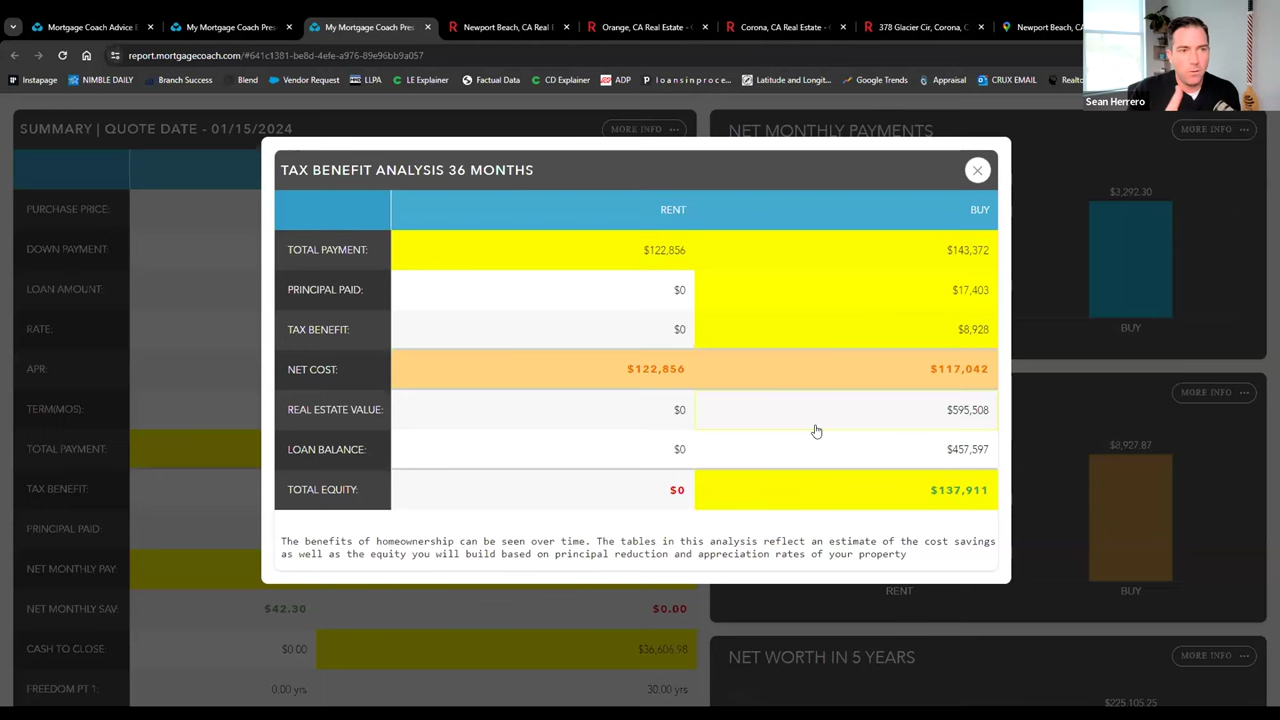 Mortgage Coach Advice E
My Mortgage Coach Pres
My Mortgage Coach Pres
Newport Beach, CA Real E
Orange, CA Real Estate -
Corona, CA Real Estate -
378 Glacier Cir, Corona, C
Newport Beach, CA
report.mortgagecoach.com/#641c1381-be8d-4efe-a976-89e96bb9a057
Instapage
NIMBLE DAILY
Branch Success
Blend
Vendor Request
LLPA
LE Explainer
Factual Data
CD Explainer
ADP
loansinproce...
Latitude and Longit...
Google Trends
Appraisal
CRUX EMAIL
Sean Herrero
SUMMARY | QUOTE DATE - 01/15/2024
MORE INFO ...
NET MONTHLY PAYMENTS
MORE INFO ...
PURCHASE PRICE:
DOWN PAYMENT:
LOAN AMOUNT:
RATE:
APR:
TERM(MOS):
TOTAL PAYMENT:
TAX BENEFIT:
PRINCIPAL PAID:
NET MONTHLY PAY:
NET MONTHLY SAV: $42.30 $0.00
CASH TO CLOSE: $0.00 $36,606.98
FREEDOM PT 1: 0.00 yrs 30.00 yrs
TAX BENEFIT ANALYSIS 36 MONTHS
RENT BUY
TOTAL PAYMENT: $122,856 $143,372
PRINCIPAL PAID: $0 $17,403
TAX BENEFIT: $0 $8,928
NET COST: $122,856 $117,042
REAL ESTATE VALUE: $0 $595,508
LOAN BALANCE: $0 $457,597
TOTAL EQUITY: $0 $137,911
The benefits of homeownership can be seen over time. The tables in this analysis reflect an estimate of the cost savings
as well as the equity you will build based on principal reduction and appreciation rates of your property
$3,292.30
BUY
MORE INFO ...
$8,927.87
RENT BUY
NET WORTH IN 5 YEARS
MORE INFO ...
$225,105.25